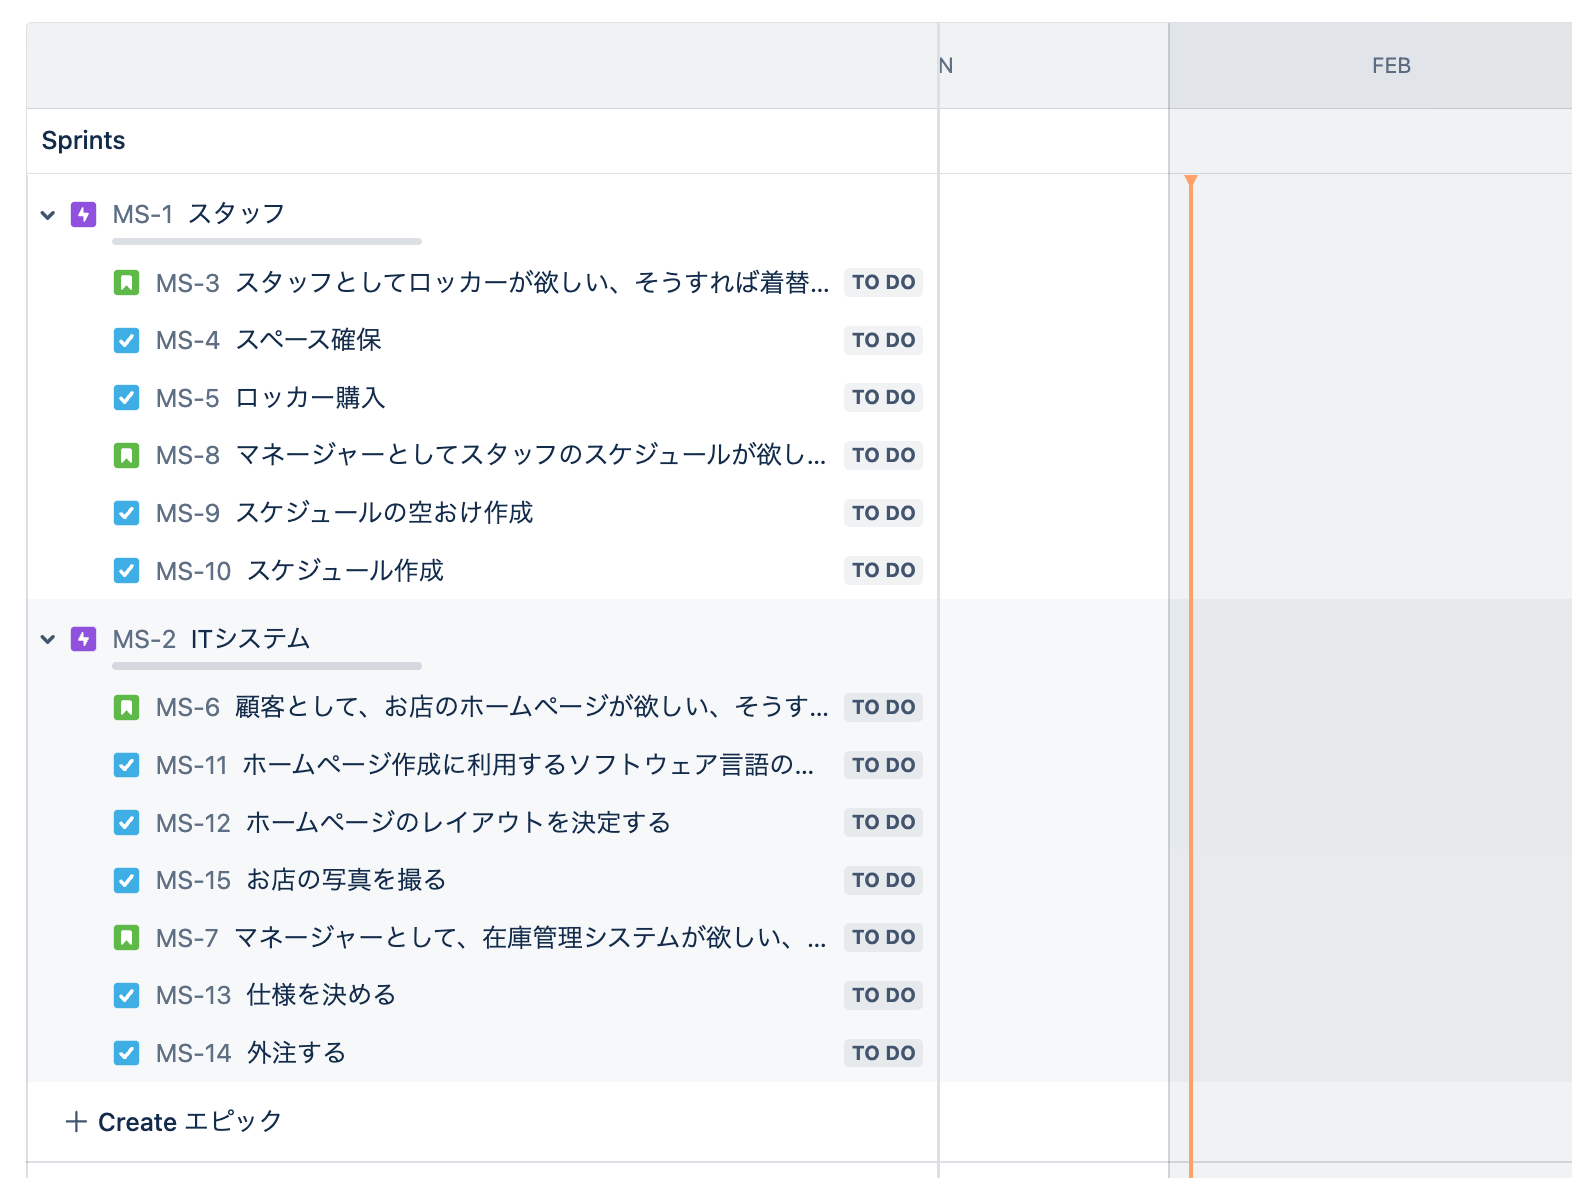 N
FEB
Sprints
MS-1 スタッフ
MS-3 スタッフとしてロッカーが欲しい、そうすれば着替... TO DO
MS-4 スペース確保 TO DO
MS-5 ロッカー購入 TO DO
MS-8 マネージャーとしてスタッフのスケジュールが欲し... TO DO
MS-9 スケジュールの空おけ作成 TO DO
MS-10 スケジュール作成 TO DO
MS-2 ITシステム
MS-6 顧客として、お店のホームページが欲しい、そうす... TO DO
MS-11 ホームページ作成に利用するソフトウェア言語の... TO DO
MS-12 ホームページのレイアウトを決定する TO DO
MS-15 お店の写真を撮る TO DO
MS-7 マネージャーとして、在庫管理システムが欲しい、... TO DO
MS-13 仕様を決める TO DO
MS-14 外注する TO DO
+ Create エピック